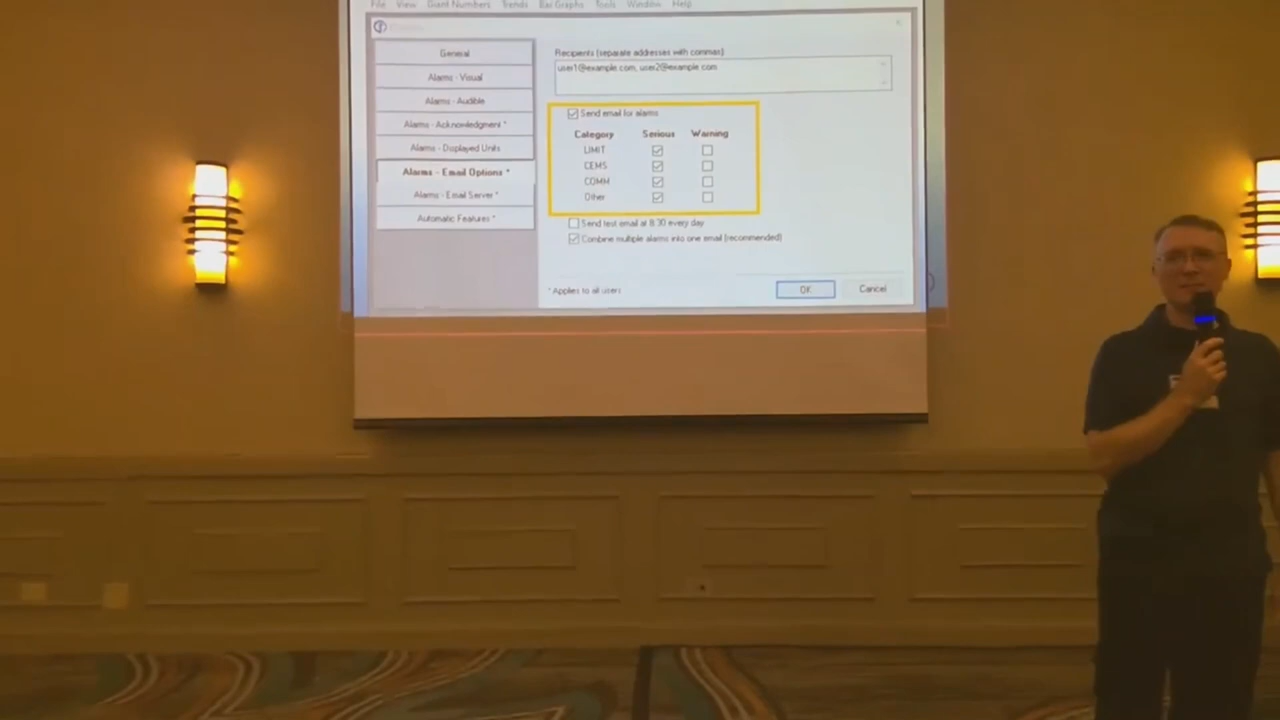 File View Giant Numbers Trends Bar Graphs Tools Window Help
General
Alarms - Visual
Alarms - Audible
Alarms - Acknowledgment *
Alarms - Displayed Units
Alarms - Email Options *
Alarms - Email Server *
Automatic Features *
Recipients (separate addresses with commas)
user1@example.com, user2@example.com
Send email for alarms
Category Serious Warning
LIMIT
CEMS
COMM
Other
Send test email at 8:30 every day
Combine multiple alarms into one email (recommended)
* Applies to all users
OK Cancel